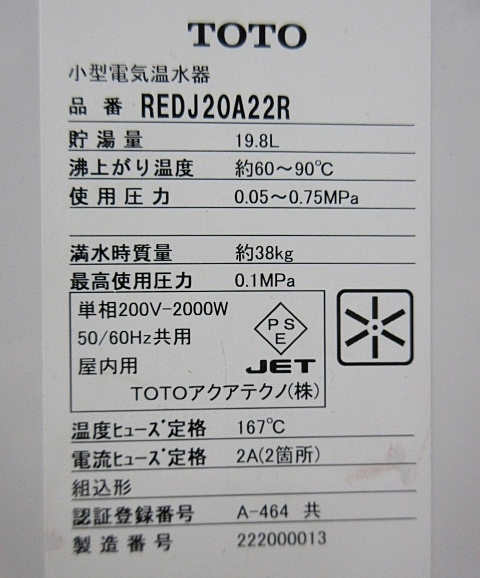 TOTO
小型電気温水器
品番 REDJ20A22R
貯湯量 19.8L
沸上がり温度 約60～90℃
使用圧力 0.05～0.75MPa
満水時質量 約38kg
最高使用圧力 0.1MPa
単相200V-2000W
50/60Hz共用
屋内用
PSE
JET
TOTOアクアテクノ(株)
温度ヒューズ定格 167℃
電流ヒューズ定格 2A(2箇所)
組込形
認証登録番号 A-464 共
製造番号 222000013